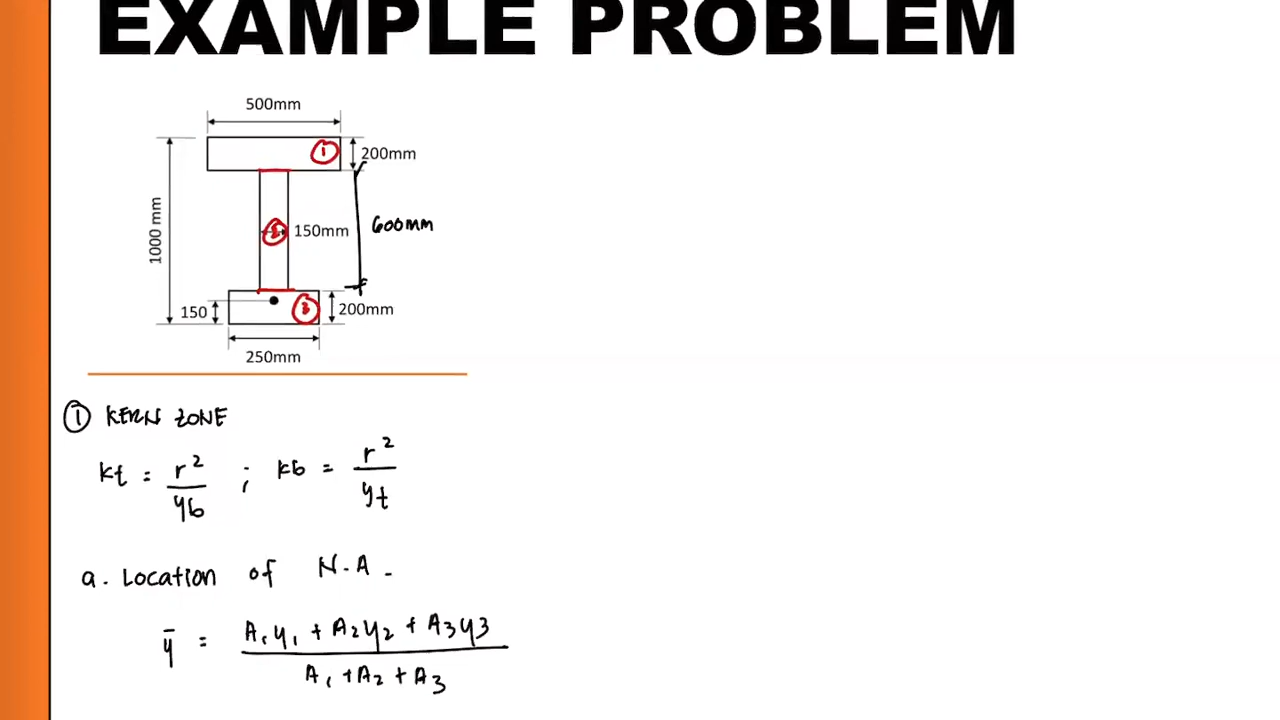 EXAMPLE PROBLEM
500mm
① 200mm
1000 mm
② 150mm 600mm
150 ③ 200mm
250mm
① KERN ZONE
kt = r² / yb ; kb = r² / yt
a. Location of N.A.
ȳ = A₁y₁ + A₂y₂ + A₃y₃
A₁ + A₂ + A₃